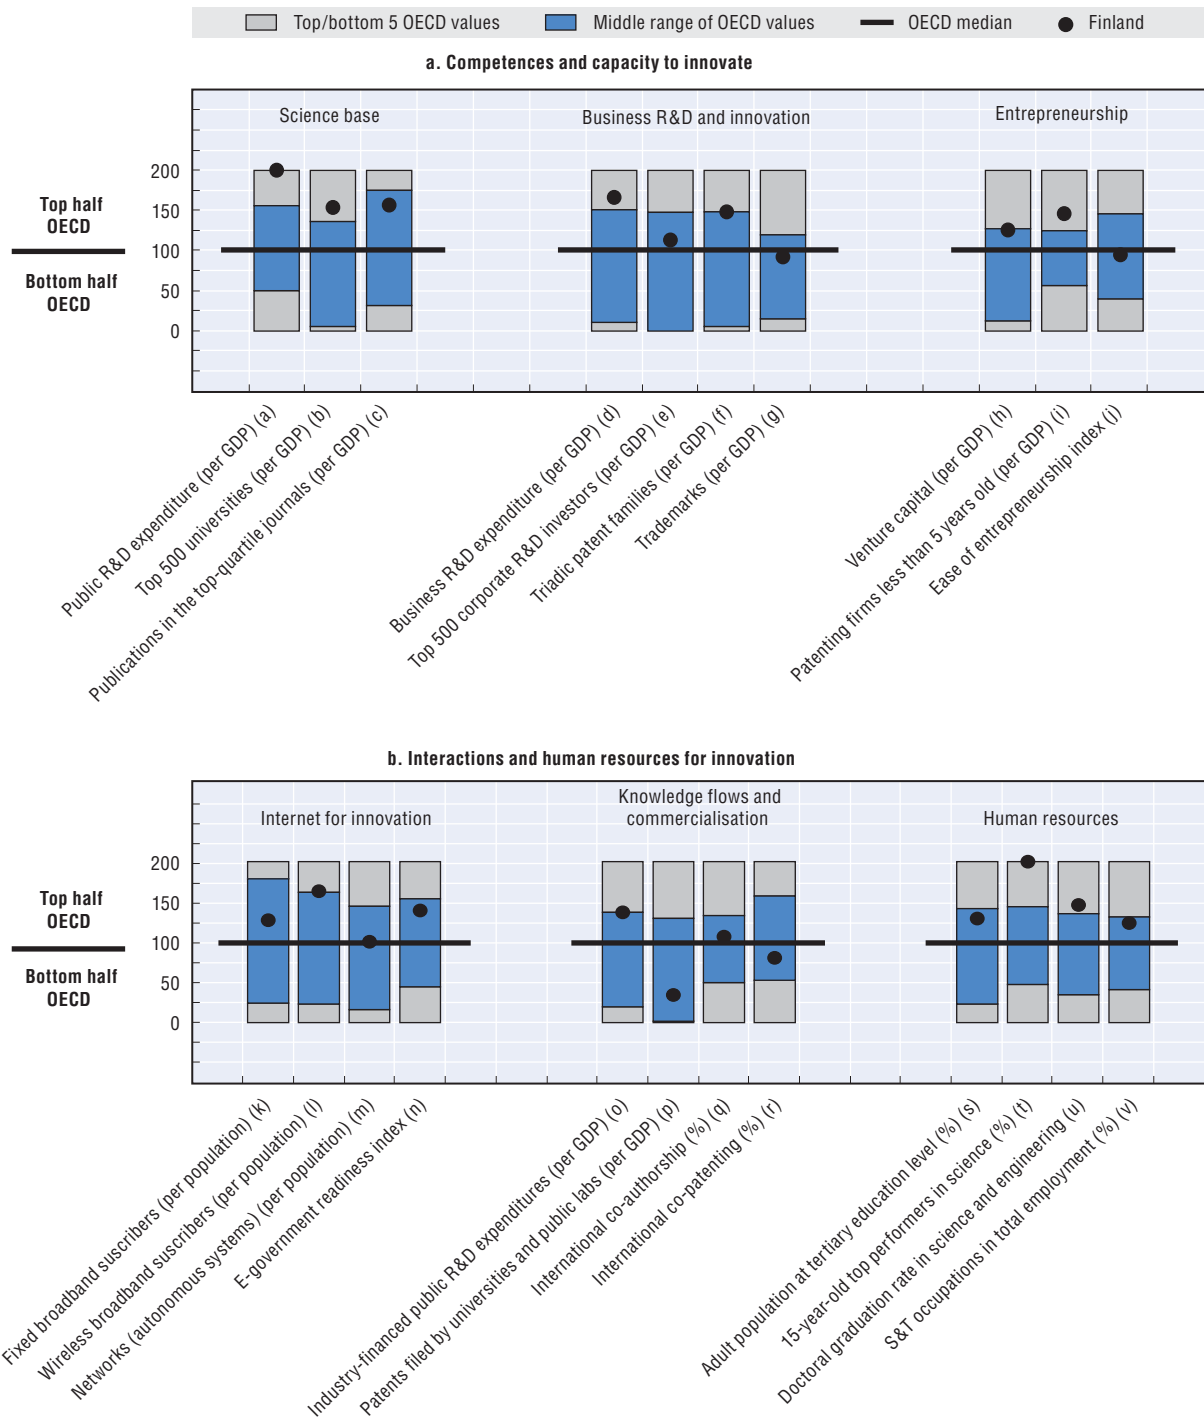 Top/bottom 5 OECD values Middle range of OECD values OECD median Finland
a. Competences and capacity to innovate
Science base
Business R&D and innovation
Entrepreneurship
200
150
100
50
0
Top half
OECD
Bottom half
OECD
Public R&D expenditure (per GDP) (a)
Top 500 universities (per GDP) (b)
Publications in the top-quartile journals (per GDP) (c)
Business R&D expenditure (per GDP) (d)
Top 500 corporate R&D investors (per GDP) (e)
Triadic patent families (per GDP) (f)
Trademarks (per GDP) (g)
Venture capital (per GDP) (h)
Patenting firms less than 5 years old (per GDP) (i)
Ease of entrepreneurship index (j)
b. Interactions and human resources for innovation
Internet for innovation
Knowledge flows and
commercialisation
Human resources
200
150
100
50
0
Top half
OECD
Bottom half
OECD
Fixed broadband suscribers (per population) (k)
Wireless broadband suscribers (per population) (l)
Networks (autonomous systems) (per population) (m)
E-government readiness index (n)
Industry-financed public R&D expenditures (per GDP) (o)
Patents filed by universities and public labs (per GDP) (p)
International co-authorship (%) (q)
International co-patenting (%) (r)
Adult population at tertiary education level (%) (s)
15-year-old top performers in science (%) (t)
Doctoral graduation rate in science and engineering (u)
S&T occupations in total employment (%) (v)